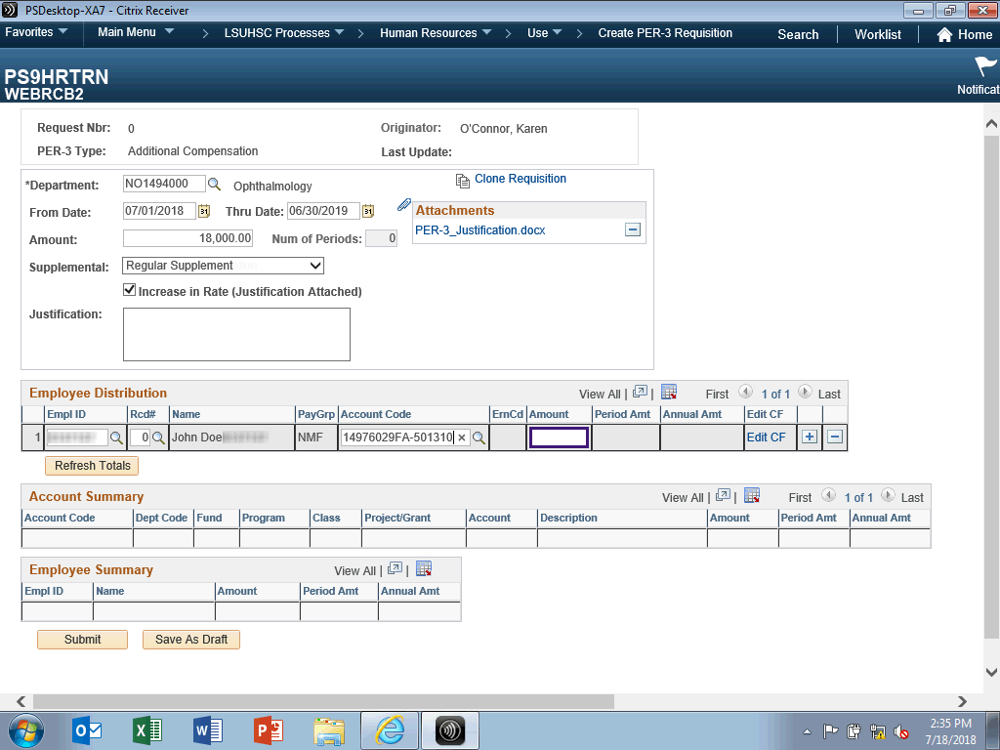 PSDesktop-XA7 - Citrix Receiver
Favorites Main Menu > LSUHSC Processes > Human Resources > Use > Create PER-3 Requisition Search Worklist Home
PS9HRTRN
WEBRCB2
Notificat
Request Nbr: 0 Originator: O'Connor, Karen
PER-3 Type: Additional Compensation Last Update:
*Department: NO1494000 Ophthalmology Clone Requisition
From Date: 07/01/2018 Thru Date: 06/30/2019 Attachments
Amount: 18,000.00 Num of Periods: 0 PER-3_Justification.docx
Supplemental: Regular Supplement
Increase in Rate (Justification Attached)
Justification:
Employee Distribution View All | | First 1 of 1 Last
Empl ID Rcd# Name PayGrp Account Code ErnCd Amount Period Amt Annual Amt Edit CF
1 0 John Doe NMF 14976029FA-501310 Edit CF
Refresh Totals
Account Summary View All | | First 1 of 1 Last
Account Code Dept Code Fund Program Class Project/Grant Account Description Amount Period Amt Annual Amt
Employee Summary View All | |
Empl ID Name Amount Period Amt Annual Amt
Submit Save As Draft
2:35 PM
7/18/2018